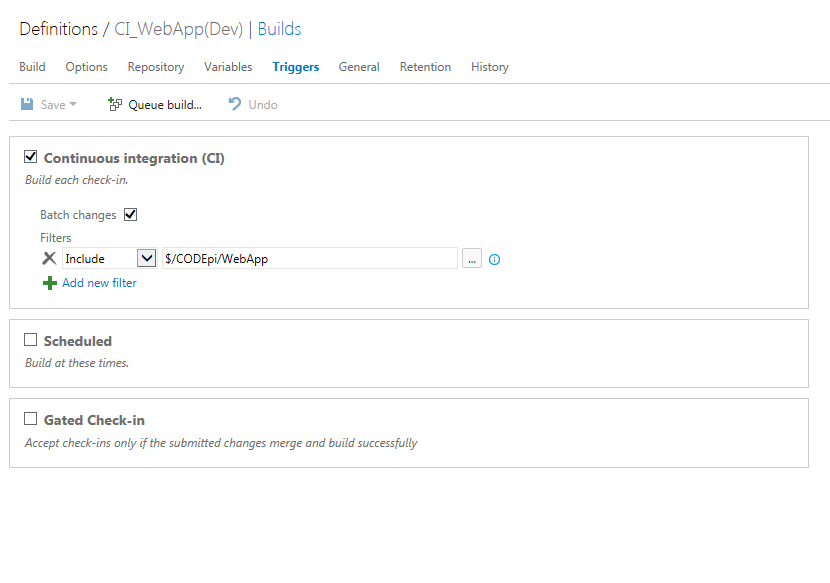 Definitions / CI_WebApp(Dev) | Builds
Build Options Repository Variables Triggers General Retention History
Save Queue build... Undo
Continuous integration (CI)
Build each check-in.
Batch changes
Filters
Include $/CODEpi/WebApp ...
Add new filter
Scheduled
Build at these times.
Gated Check-in
Accept check-ins only if the submitted changes merge and build successfully